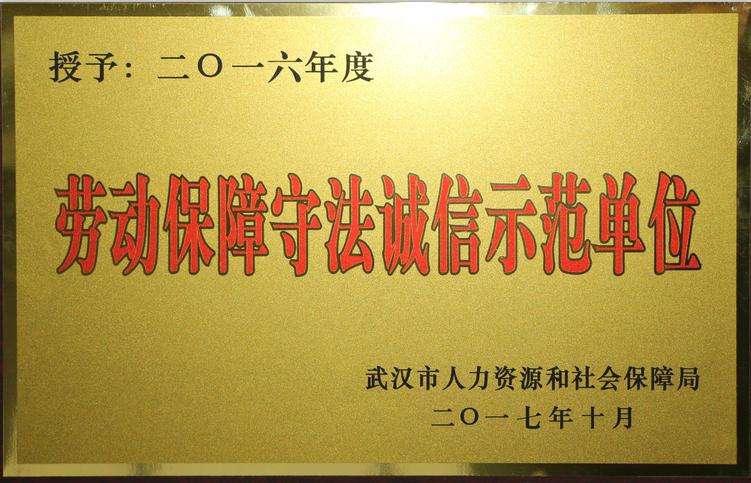 授予：二〇一六年度
劳动保障守法诚信示范单位
武汉市人力资源和社会保障局
二〇一七年十月